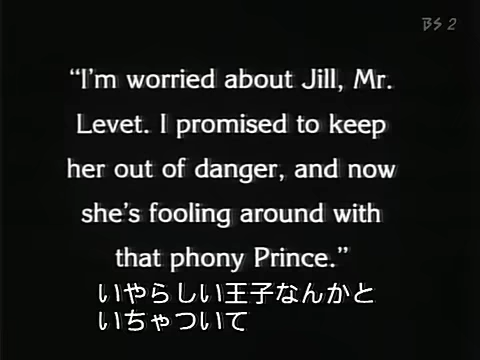 BS 2
“I'm worried about Jill, Mr.
Levet. I promised to keep
her out of danger, and now
she's fooling around with
that phony Prince.”
いやらしい王子なんかと
いちゃついて